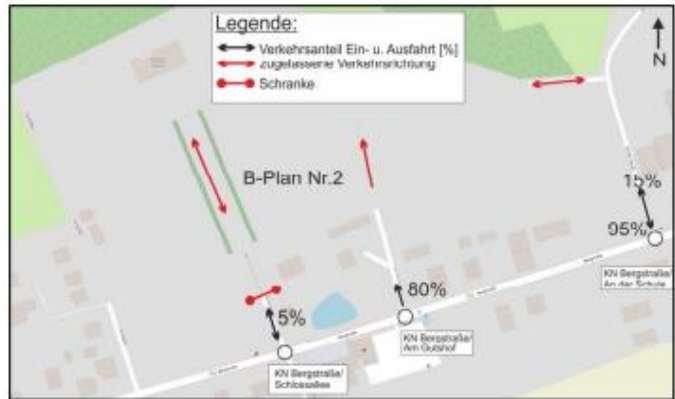 Legende:
Verkehrsanteil Ein- u. Ausfahrt [%]
zugelassene Verkehrsrichtung
Schranke
N
B-Plan Nr.2
15%
95%
KN Bergstraße/
An der Schule
80%
KN Bergstraße/
Am Gutshof
5%
KN Bergstraße/
Schlossallee